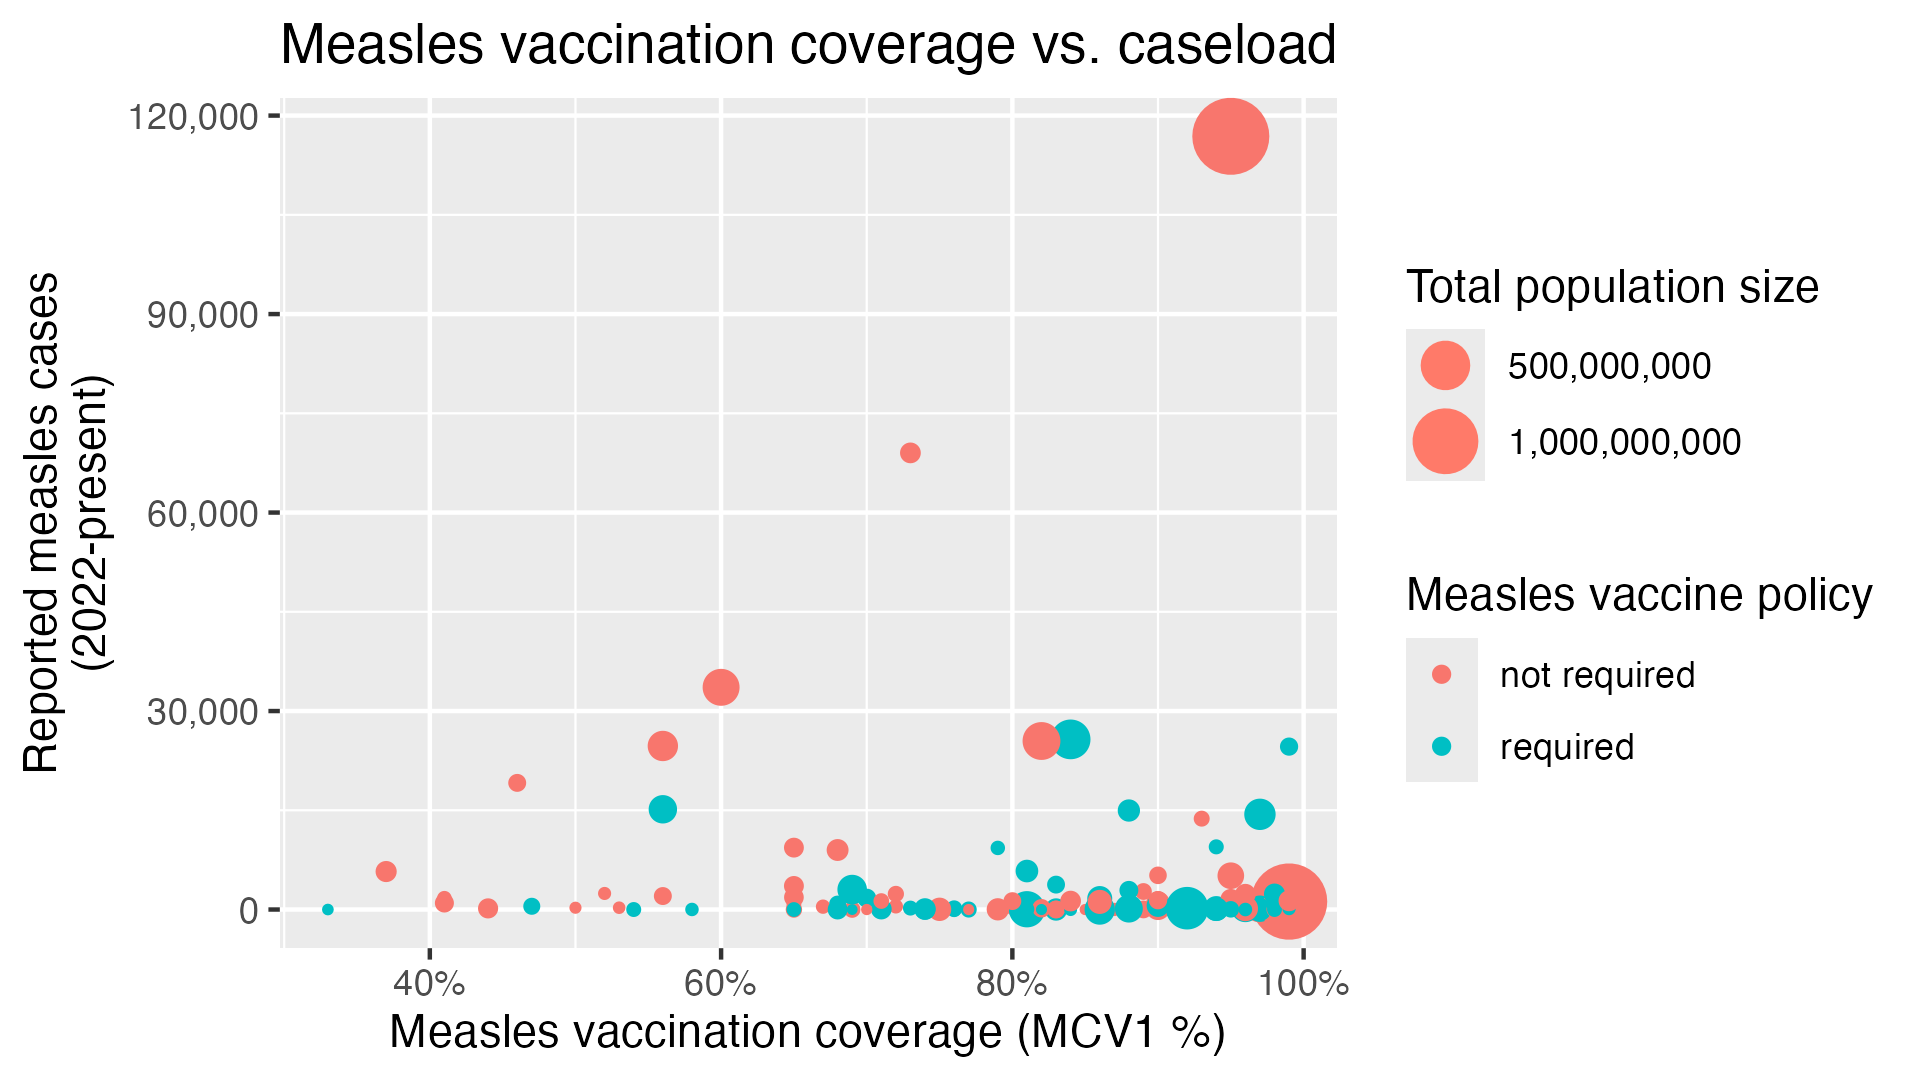 Measles vaccination coverage vs. caseload
120,000
90,000
60,000
30,000
0
Reported measles cases
(2022-present)
40%
60%
80%
100%
Measles vaccination coverage (MCV1 %)
Total population size
500,000,000
1,000,000,000
Measles vaccine policy
not required
required